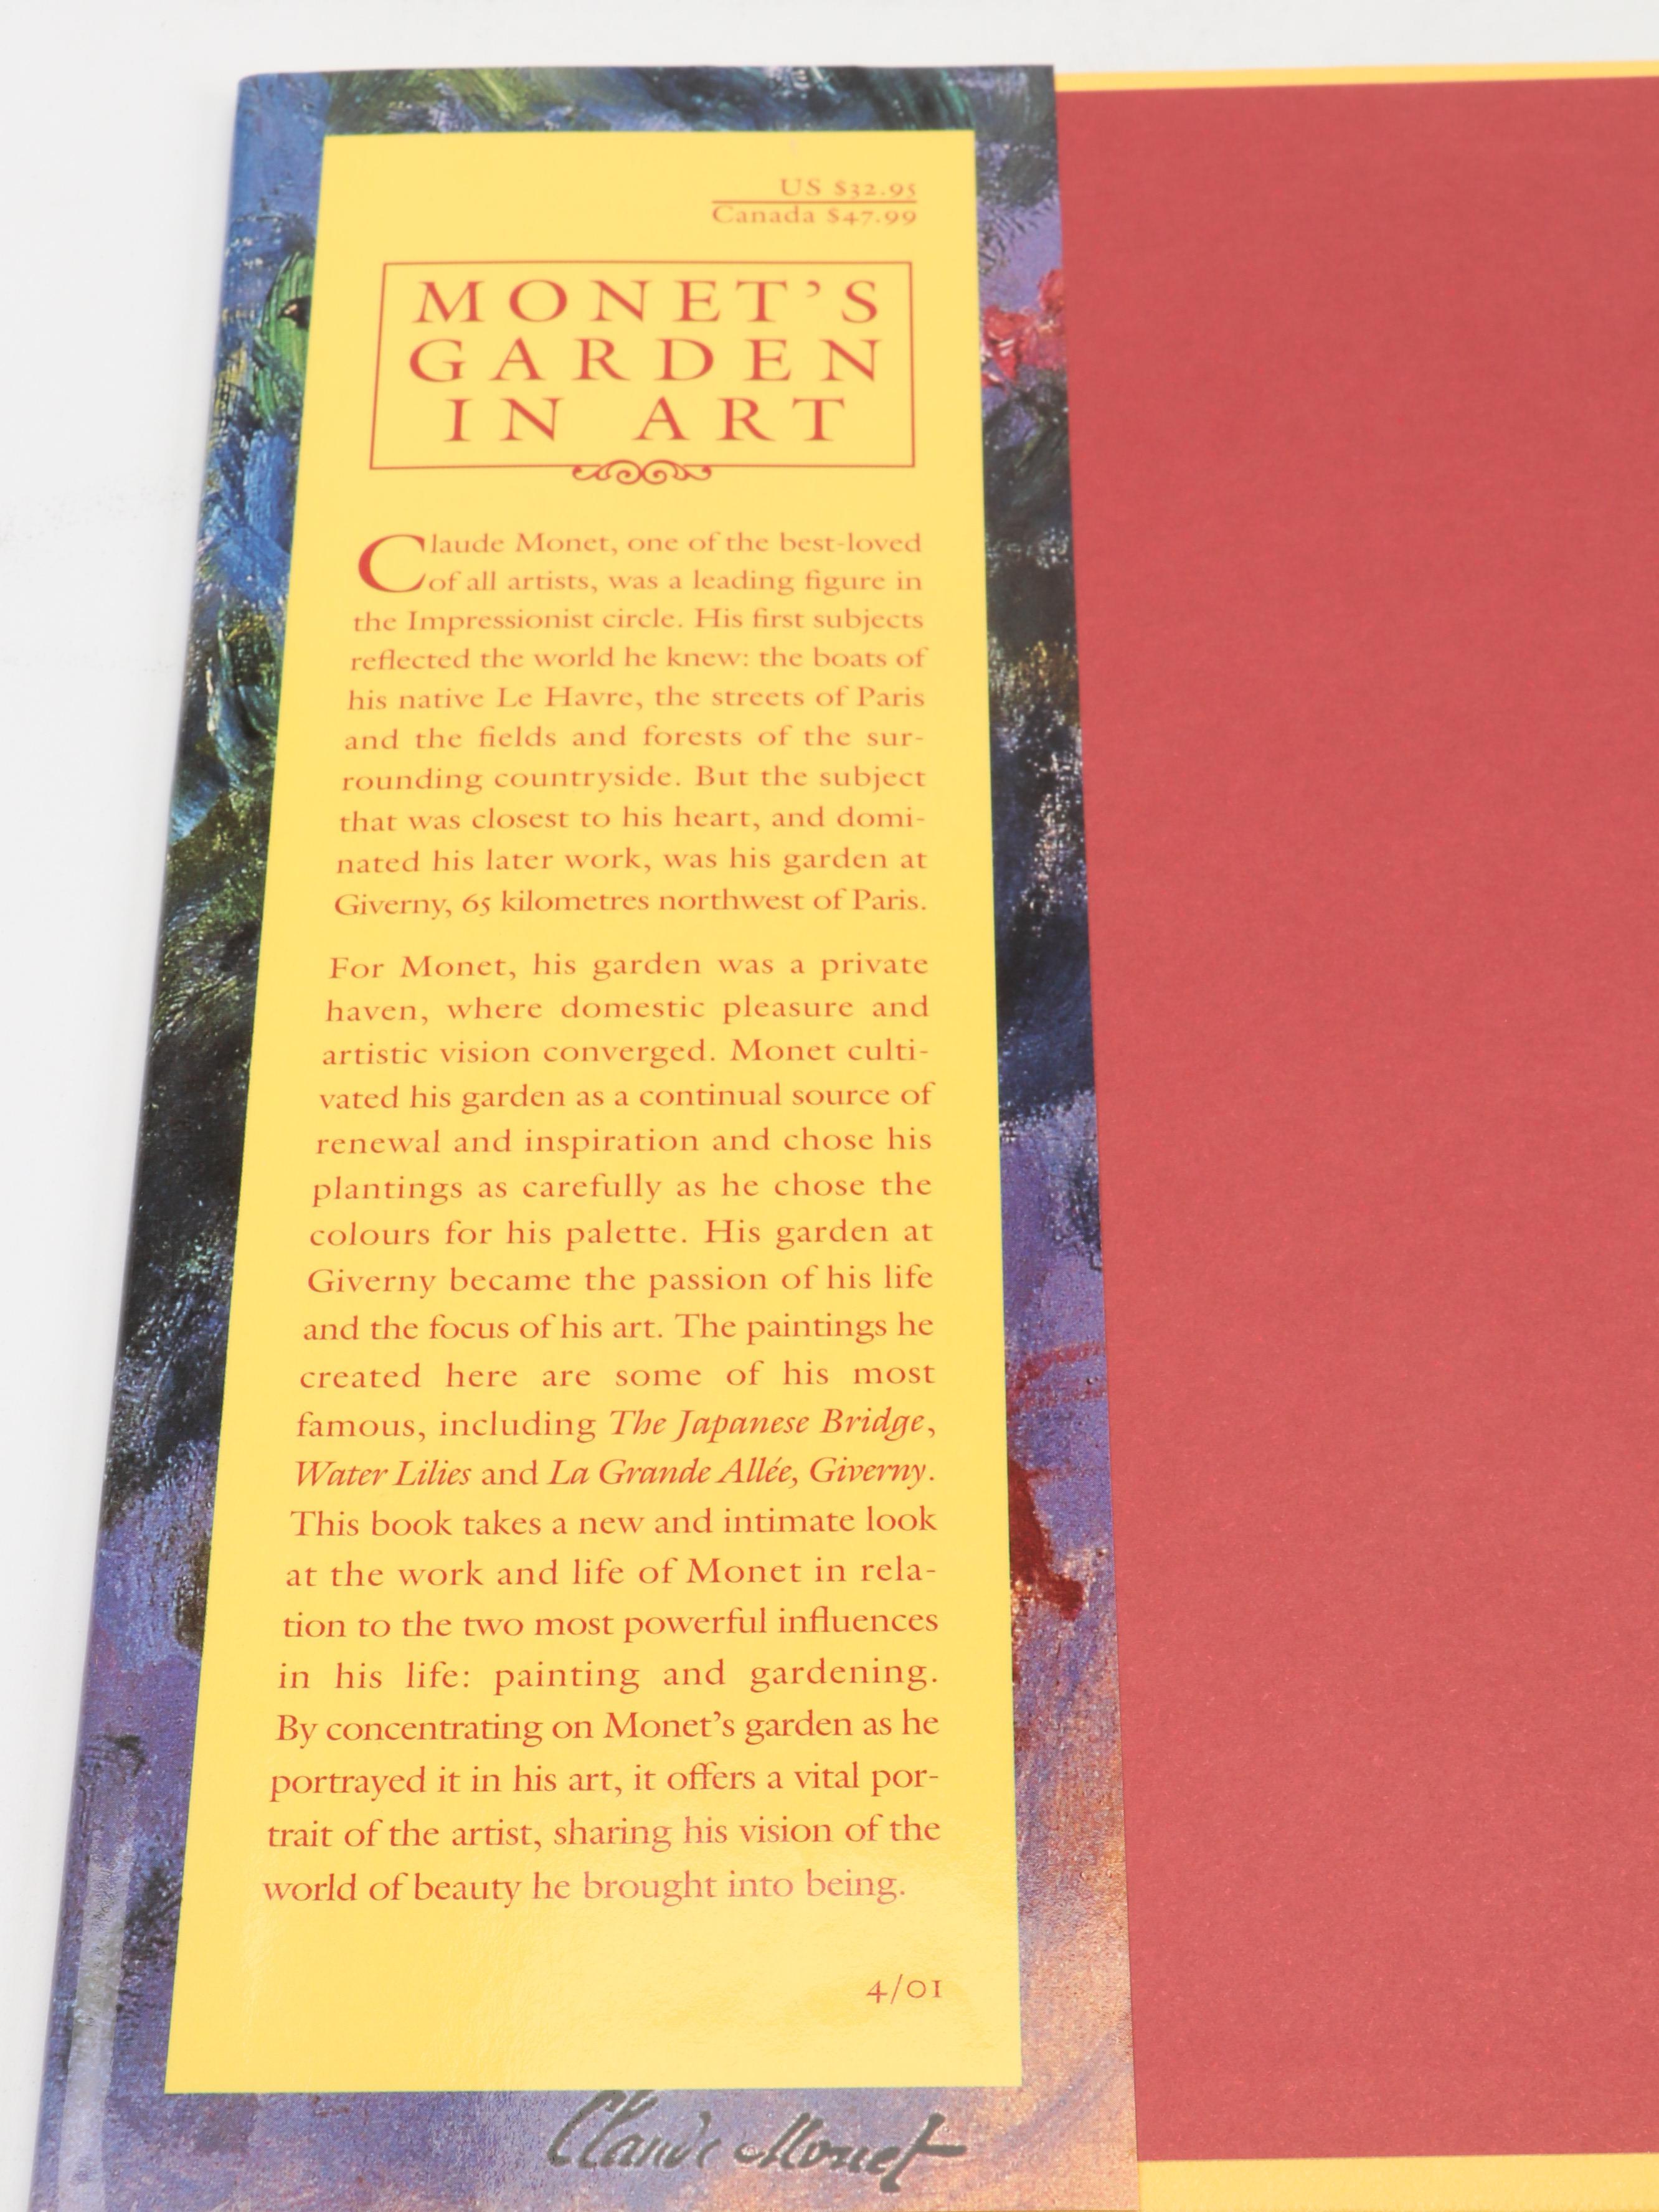 US $32.95
Canada $47.99
MONET'S
GARDEN
IN ART
Claude Monet, one of the best-loved
of all artists, was a leading figure in
the Impressionist circle. His first subjects
reflected the world he knew: the boats of
his native Le Havre, the streets of Paris
and the fields and forests of the sur-
rounding countryside. But the subject
that was closest to his heart, and domi-
nated his later work, was his garden at
Giverny, 65 kilometres northwest of Paris.
For Monet, his garden was a private
haven, where domestic pleasure and
artistic vision converged. Monet culti-
vated his garden as a continual source of
renewal and inspiration and chose his
plantings as carefully as he chose the
colours for his palette. His garden at
Giverny became the passion of his life
and the focus of his art. The paintings he
created here are some of his most
famous, including The Japanese Bridge,
Water Lilies and La Grande Allée, Giverny.
This book takes a new and intimate look
at the work and life of Monet in rela-
tion to the two most powerful influences
in his life: painting and gardening.
By concentrating on Monet's garden as he
portrayed it in his art, it offers a vital por-
trait of the artist, sharing his vision of the
world of beauty he brought into being.
4/01
Claude Monet